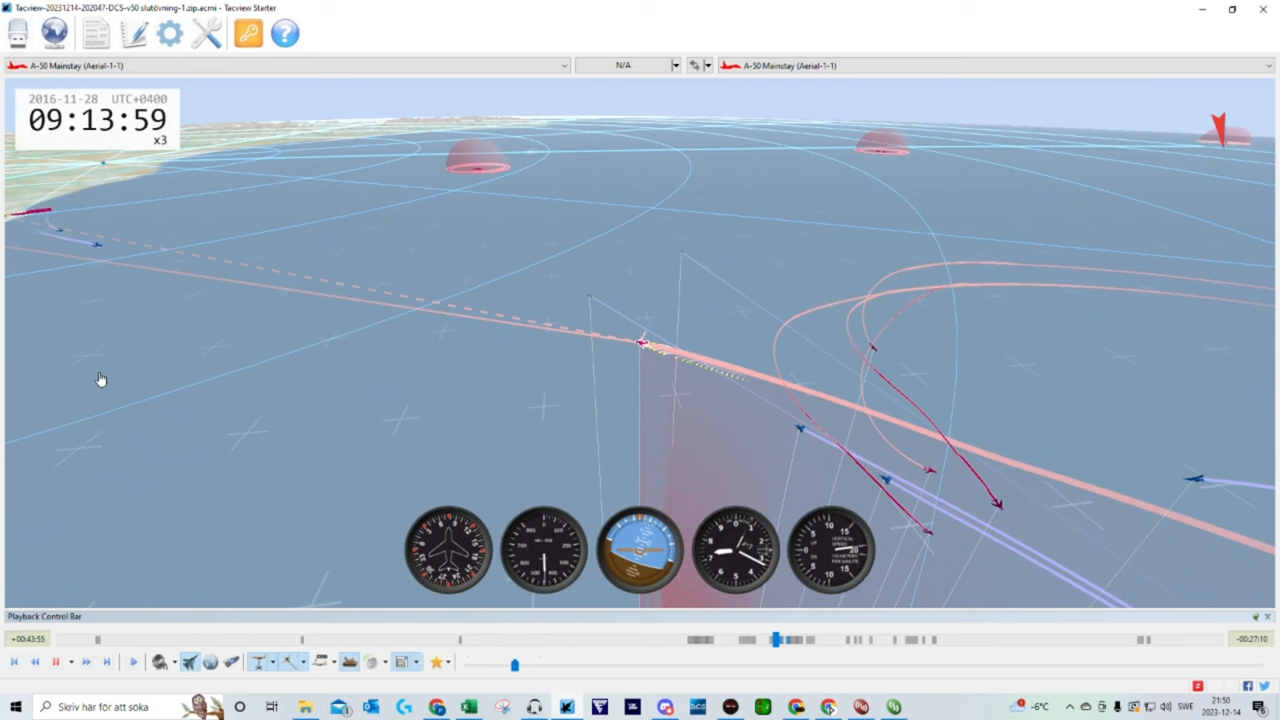 Tacview-20231214-202047-DCS-v50 slutövning-1.zip.acmi - Tacview Starter
A-50 Mainstay (Aerial-1-1)
N/A
A-50 Mainstay (Aerial-1-1)
2016-11-28 UTC+0400
09:13:59
x3
Playback Control Bar
+00:43:55
-00:27:10
Skriv här för att söka
-6°C
SWE
21:50
2023-12-14